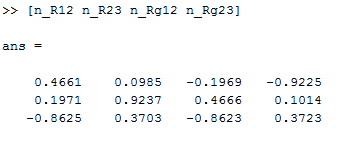 >> [n_R12 n_R23 n_Rg12 n_Rg23]
ans =
0.4661 0.0985 -0.1969 -0.9225
0.1971 0.9237 0.4666 0.1014
-0.8625 0.3703 -0.8623 0.3723